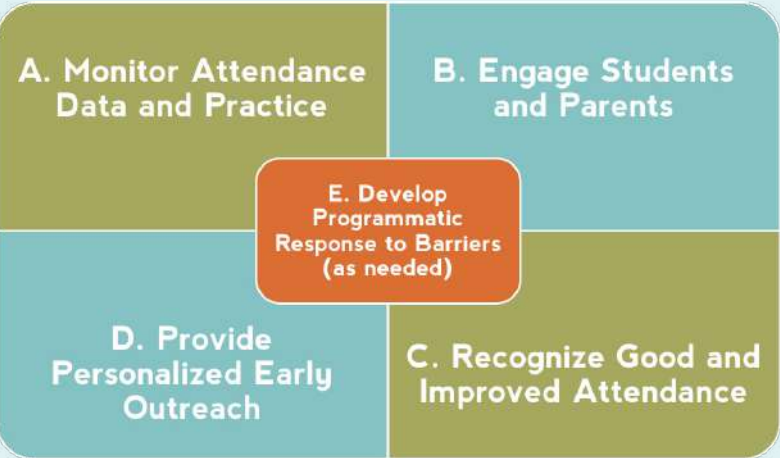 A. Monitor Attendance
Data and Practice
B. Engage Students
and Parents
E. Develop
Programmatic
Response to Barriers
(as needed)
D. Provide
Personalized Early
Outreach
C. Recognize Good and
Improved Attendance